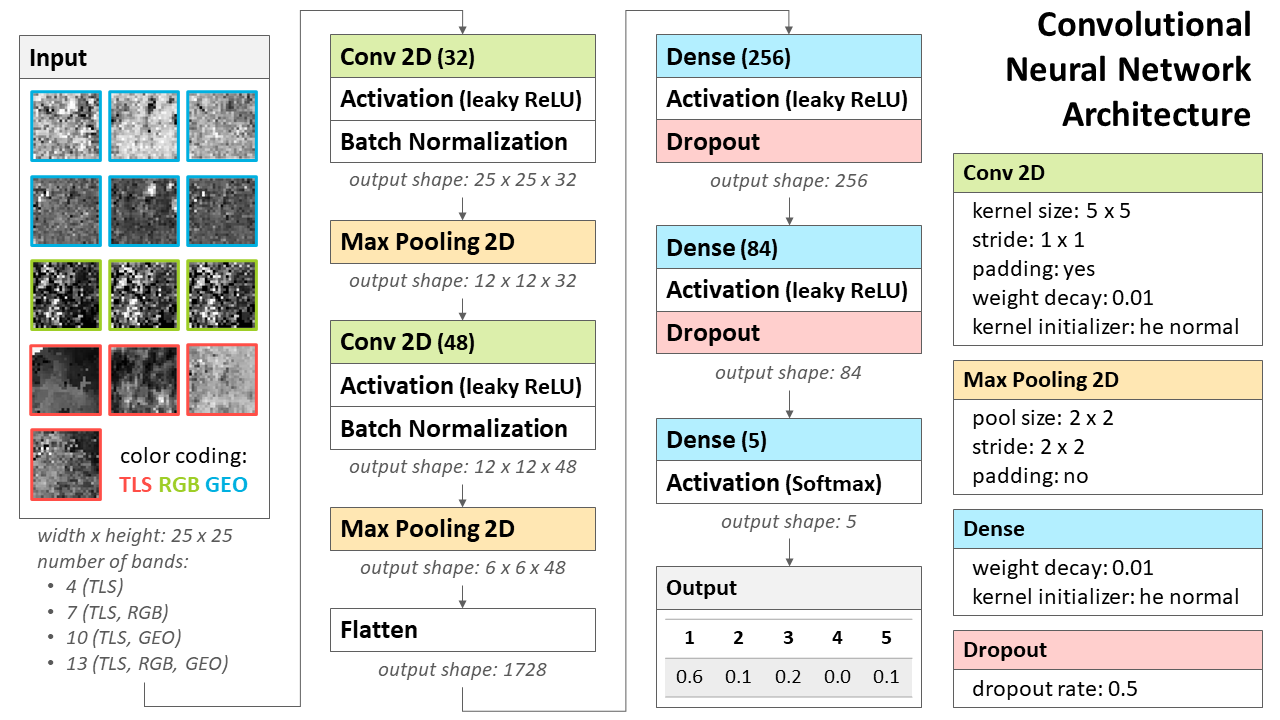 Convolutional
Neural Network
Architecture
Input
color coding:
TLS RGB GEO
width x height: 25 x 25
number of bands:
• 4 (TLS)
• 7 (TLS, RGB)
• 10 (TLS, GEO)
• 13 (TLS, RGB, GEO)
Conv 2D (32)
Activation (leaky ReLU)
Batch Normalization
output shape: 25 x 25 x 32
Max Pooling 2D
output shape: 12 x 12 x 32
Conv 2D (48)
Activation (leaky ReLU)
Batch Normalization
output shape: 12 x 12 x 48
Max Pooling 2D
output shape: 6 x 6 x 48
Flatten
output shape: 1728
Dense (256)
Activation (leaky ReLU)
Dropout
output shape: 256
Dense (84)
Activation (leaky ReLU)
Dropout
output shape: 84
Dense (5)
Activation (Softmax)
output shape: 5
Output
1 2 3 4 5
0.6 0.1 0.2 0.0 0.1
Conv 2D
kernel size: 5 x 5
stride: 1 x 1
padding: yes
weight decay: 0.01
kernel initializer: he normal
Max Pooling 2D
pool size: 2 x 2
stride: 2 x 2
padding: no
Dense
weight decay: 0.01
kernel initializer: he normal
Dropout
dropout rate: 0.5